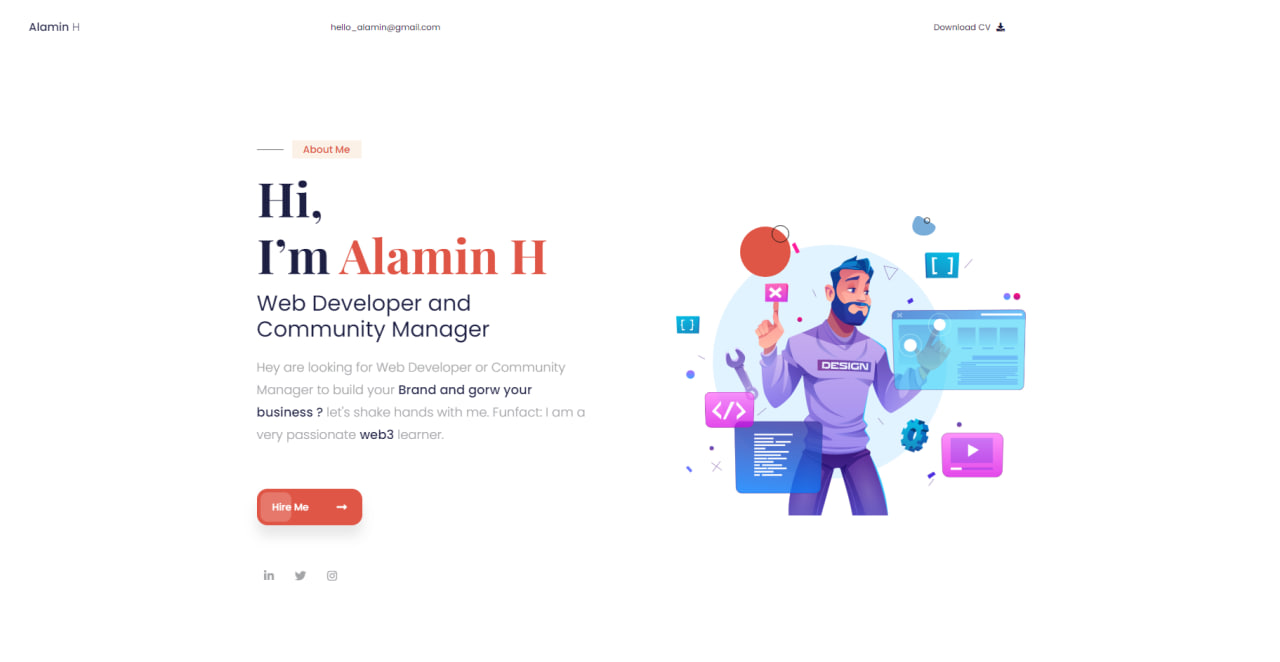 Alamin H
hello_alamin@gmail.com
Download CV
About Me
Hi,
I’m Alamin H
Web Developer and
Community Manager
Hey are looking for Web Developer or Community
Manager to build your Brand and gorw your
business ? let's shake hands with me. Funfact: I am a
very passionate web3 learner.
Hire Me
[ ]
[ ]
DESIGN
</>